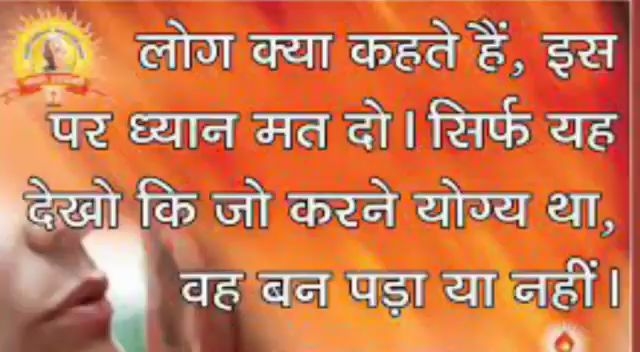 लोग क्या कहते हैं, इस
पर ध्यान मत दो। सिर्फ यह
देखो कि जो करने योग्य था,
वह बन पड़ा या नहीं।